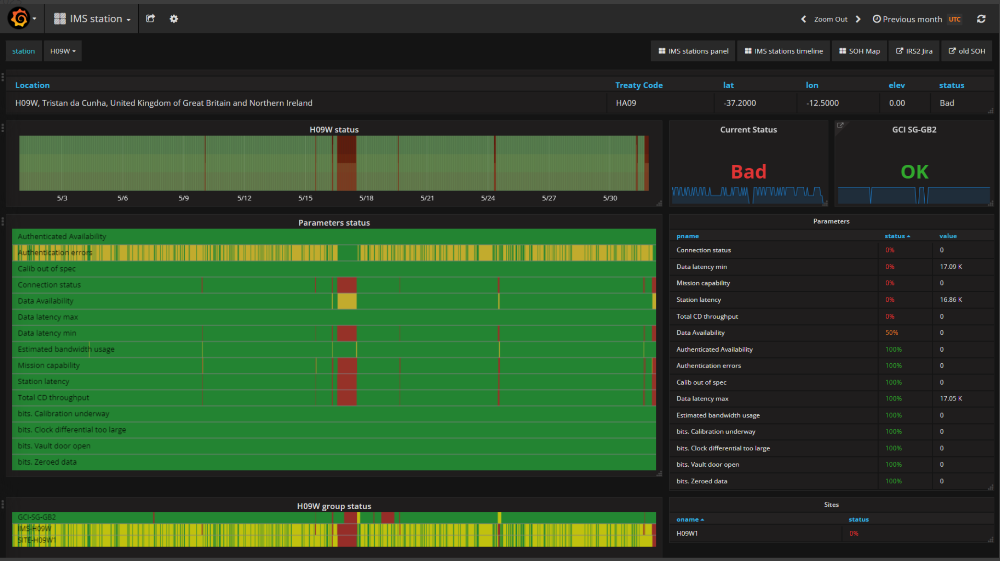 IMS station
Zoom Out
Previous month UTC
station H09W
IMS stations panel IMS stations timeline SOH Map IRS2 Jira old SOH
Location Treaty Code lat lon elev status
H09W, Tristan da Cunha, United Kingdom of Great Britain and Northern Ireland HA09 -37.2000 -12.5000 0.00 Bad
H09W status
5/3 5/6 5/9 5/12 5/15 5/18 5/21 5/24 5/27 5/30
Current Status
Bad
GCI SG-GB2
OK
Parameters status
Authenticated Availability
Authentication errors
Calib out of spec
Connection status
Data Availability
Data latency max
Data latency min
Estimated bandwidth usage
Mission capability
Station latency
Total CD throughput
bits. Calibration underway
bits. Clock differential too large
bits. Vault door open
bits. Zeroed data
Parameters
pname status value
Connection status 0% 0
Data latency min 0% 17.09 K
Mission capability 0% 0
Station latency 0% 16.86 K
Total CD throughput 0% 0
Data Availability 50% 0
Authenticated Availability 100% 0
Authentication errors 100% 0
Calib out of spec 100% 0
Data latency max 100% 17.05 K
Estimated bandwidth usage 100% 0
bits. Calibration underway 100% 0
bits. Clock differential too large 100% 0
bits. Vault door open 100% 0
bits. Zeroed data 100% 0
H09W group status
GCI-SG-GB2
IMS-H09W
SITE-H09W1
Sites
oname status
H09W1 0%